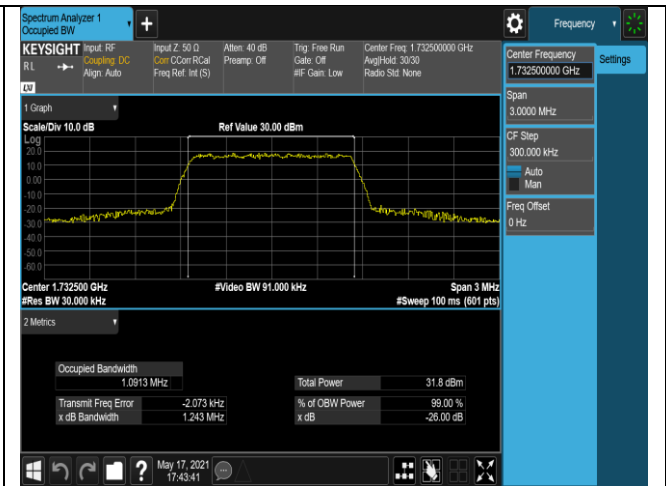 Spectrum Analyzer 1
Occupied BW
Frequency
KEYSIGHT Input: RF Input Z: 50 Ω Atten: 40 dB Trig: Free Run Center Freq: 1.732500000 GHz
RL Coupling: DC Corr CCorr RCal Preamp: Off Gate: Off Avg|Hold: 30/30
Align: Auto Freq Ref: Int (S) #IF Gain: Low Radio Std: None
LXI
Center Frequency
1.732500000 GHz
Settings
Span
3.0000 MHz
CF Step
300.000 kHz
Auto
Man
Freq Offset
0 Hz
1 Graph
Scale/Div 10.0 dB Ref Value 30.00 dBm
Log
20.0
10.0
0.00
-10.0
-20.0
-30.0
-40.0
-50.0
-60.0
Center 1.732500 GHz #Video BW 91.000 kHz Span 3 MHz
#Res BW 30.000 kHz #Sweep 100 ms (601 pts)
2 Metrics
Occupied Bandwidth
1.0913 MHz Total Power 31.8 dBm
Transmit Freq Error -2.073 kHz % of OBW Power 99.00 %
x dB Bandwidth 1.243 MHz x dB -26.00 dB
? May 17, 2021
17:43:41